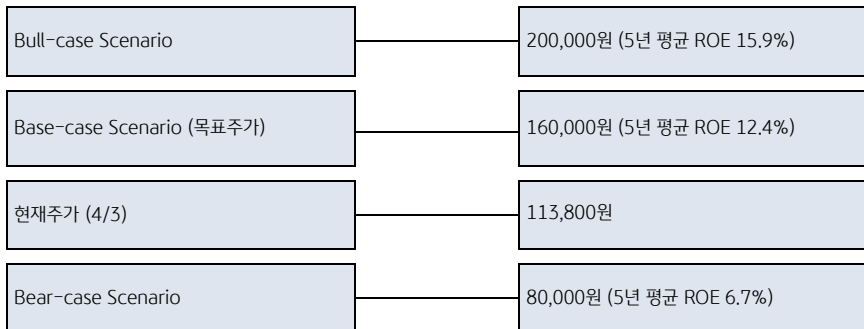 Bull-case Scenario
200,000원 (5년 평균 ROE 15.9%)
Base-case Scenario (목표주가)
160,000원 (5년 평균 ROE 12.4%)
현재주가 (4/3)
113,800원
Bear-case Scenario
80,000원 (5년 평균 ROE 6.7%)